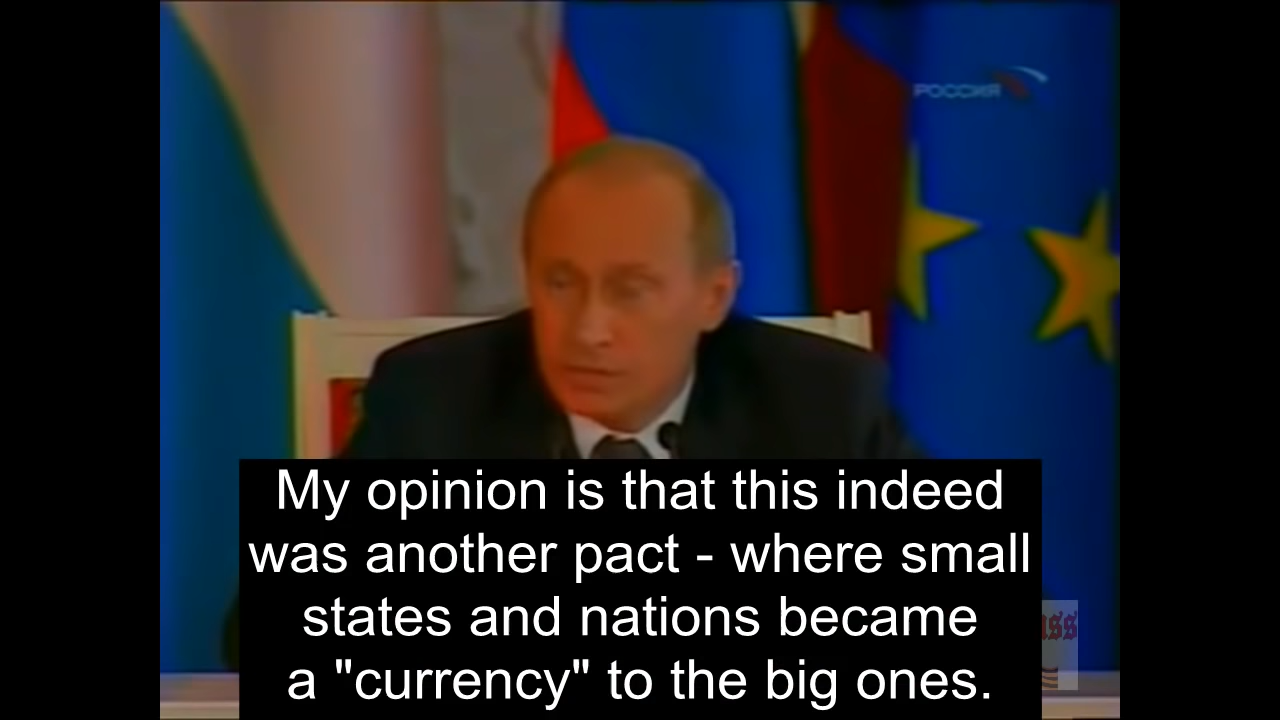 РОССИЯ
My opinion is that this indeed
was another pact - where small
states and nations became
a "currency" to the big ones.